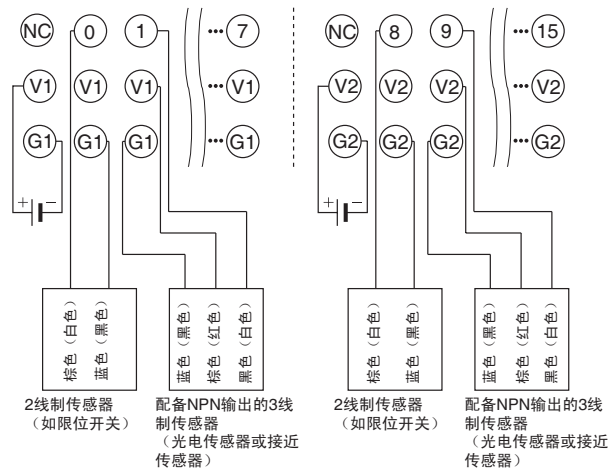 NC 0 1 ···7 NC 8 9 ···15
V1 V1 V1 ···V1 V2 V2 V2 ···V2
G1 G1 G1 ···G1 G2 G2 G2 ···G2
+ − + −
棕色（白色）
蓝色（黑色）
蓝色（黑色）
棕色（红色）
黑色（白色）
棕色（白色）
蓝色（黑色）
蓝色（黑色）
棕色（红色）
黑色（白色）
2线制传感器
（如限位开关）
配备NPN输出的3线
制传感器
（光电传感器或接近
传感器）
2线制传感器
（如限位开关）
配备NPN输出的3线
制传感器
（光电传感器或接近
传感器）